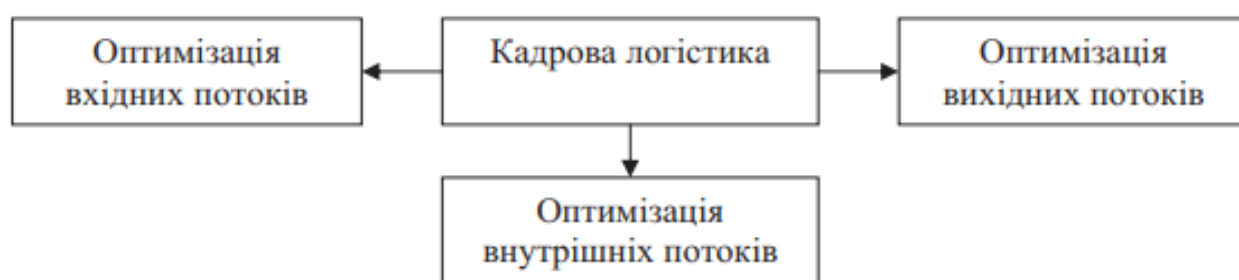 Оптимізація
вхідних потоків
Кадрова логістика
Оптимізація
вихідних потоків
Оптимізація
внутрішніх потоків